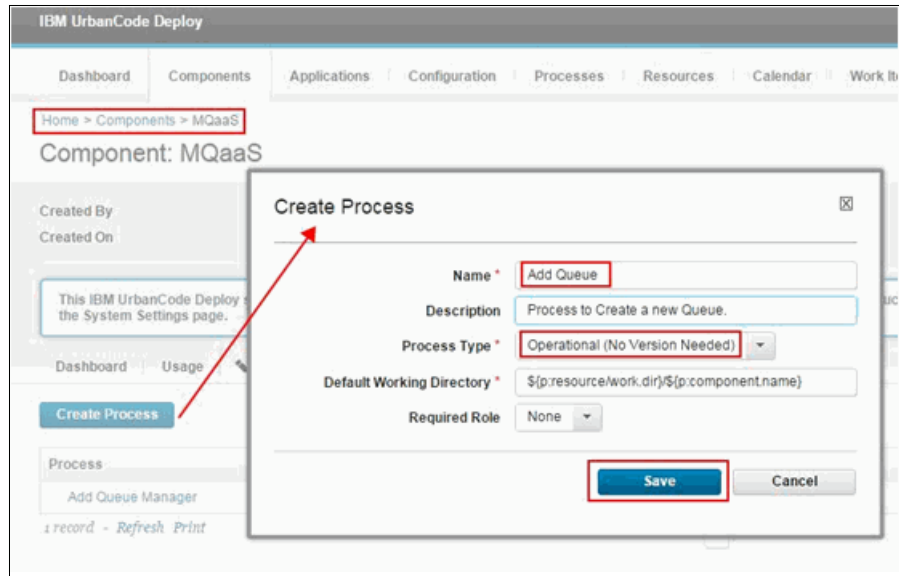 IBM UrbanCode Deploy
Dashboard Components Applications Configuration Processes Resources Calendar Work
Home > Components > MQaaS
Component: MQaaS
Created By
Created On
This IBM UrbanCode Deploy
the System Settings page.
Dashboard Usage
Create Process
Process
Add Queue Manager
1 record - Refresh Print
Create Process
Name * Add Queue
Description Process to Create a new Queue.
Process Type * Operational (No Version Needed)
Default Working Directory * ${p:resource/work.dir}/${p:component.name}
Required Role None
Save Cancel